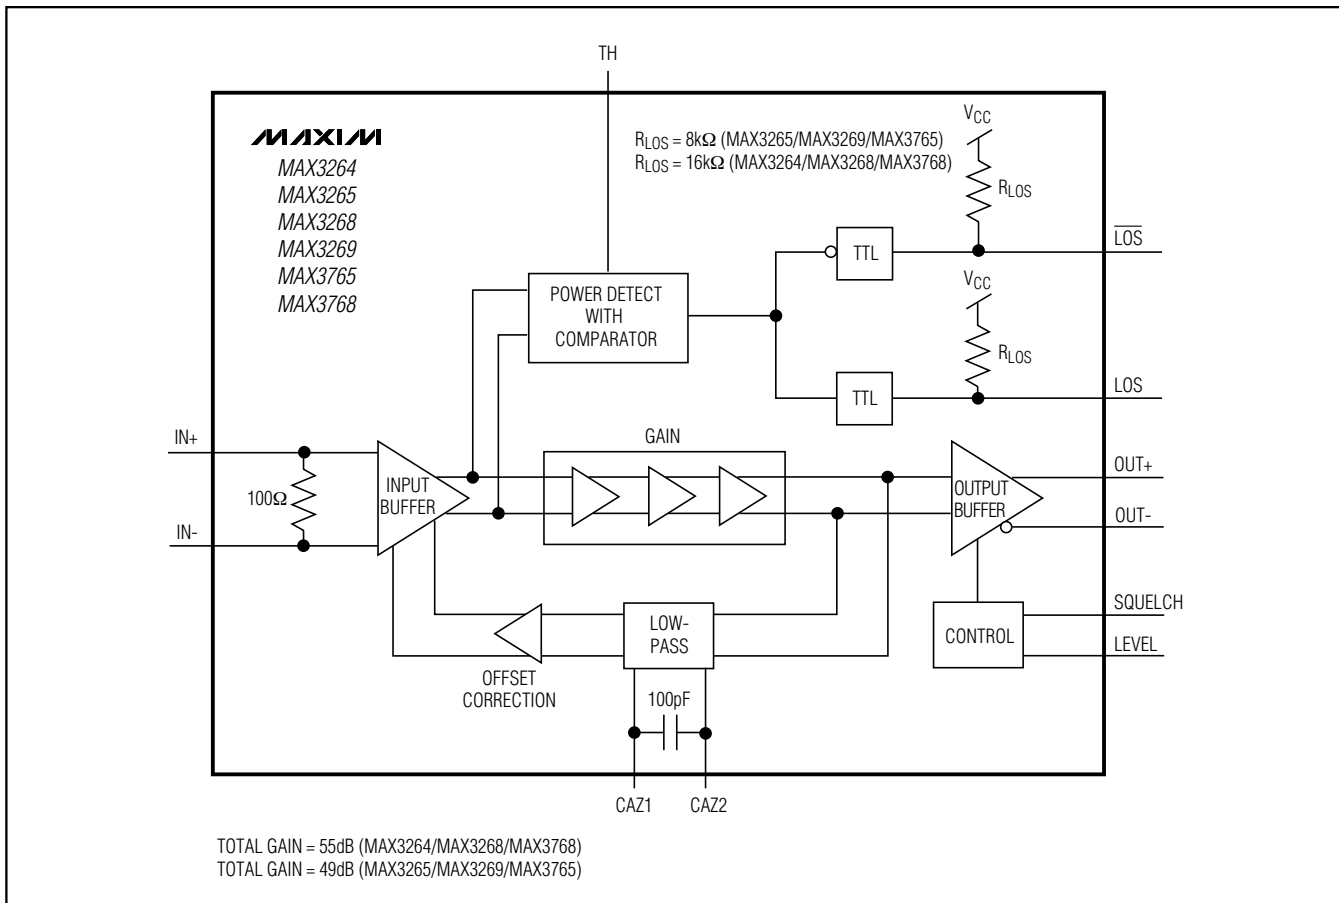 TH
MAXIM
MAX3264
MAX3265
MAX3268
MAX3269
MAX3765
MAX3768
RLOS = 8kΩ (MAX3265/MAX3269/MAX3765)
RLOS = 16kΩ (MAX3264/MAX3268/MAX3768)
VCC
RLOS
LOS
TTL
POWER DETECT
WITH
COMPARATOR
VCC
RLOS
LOS
TTL
IN+
100Ω
IN-
INPUT
BUFFER
GAIN
OUTPUT
BUFFER
OUT+
OUT-
SQUELCH
LEVEL
CONTROL
LOW-
PASS
OFFSET
CORRECTION
100pF
CAZ1
CAZ2
TOTAL GAIN = 55dB (MAX3264/MAX3268/MAX3768)
TOTAL GAIN = 49dB (MAX3265/MAX3269/MAX3765)